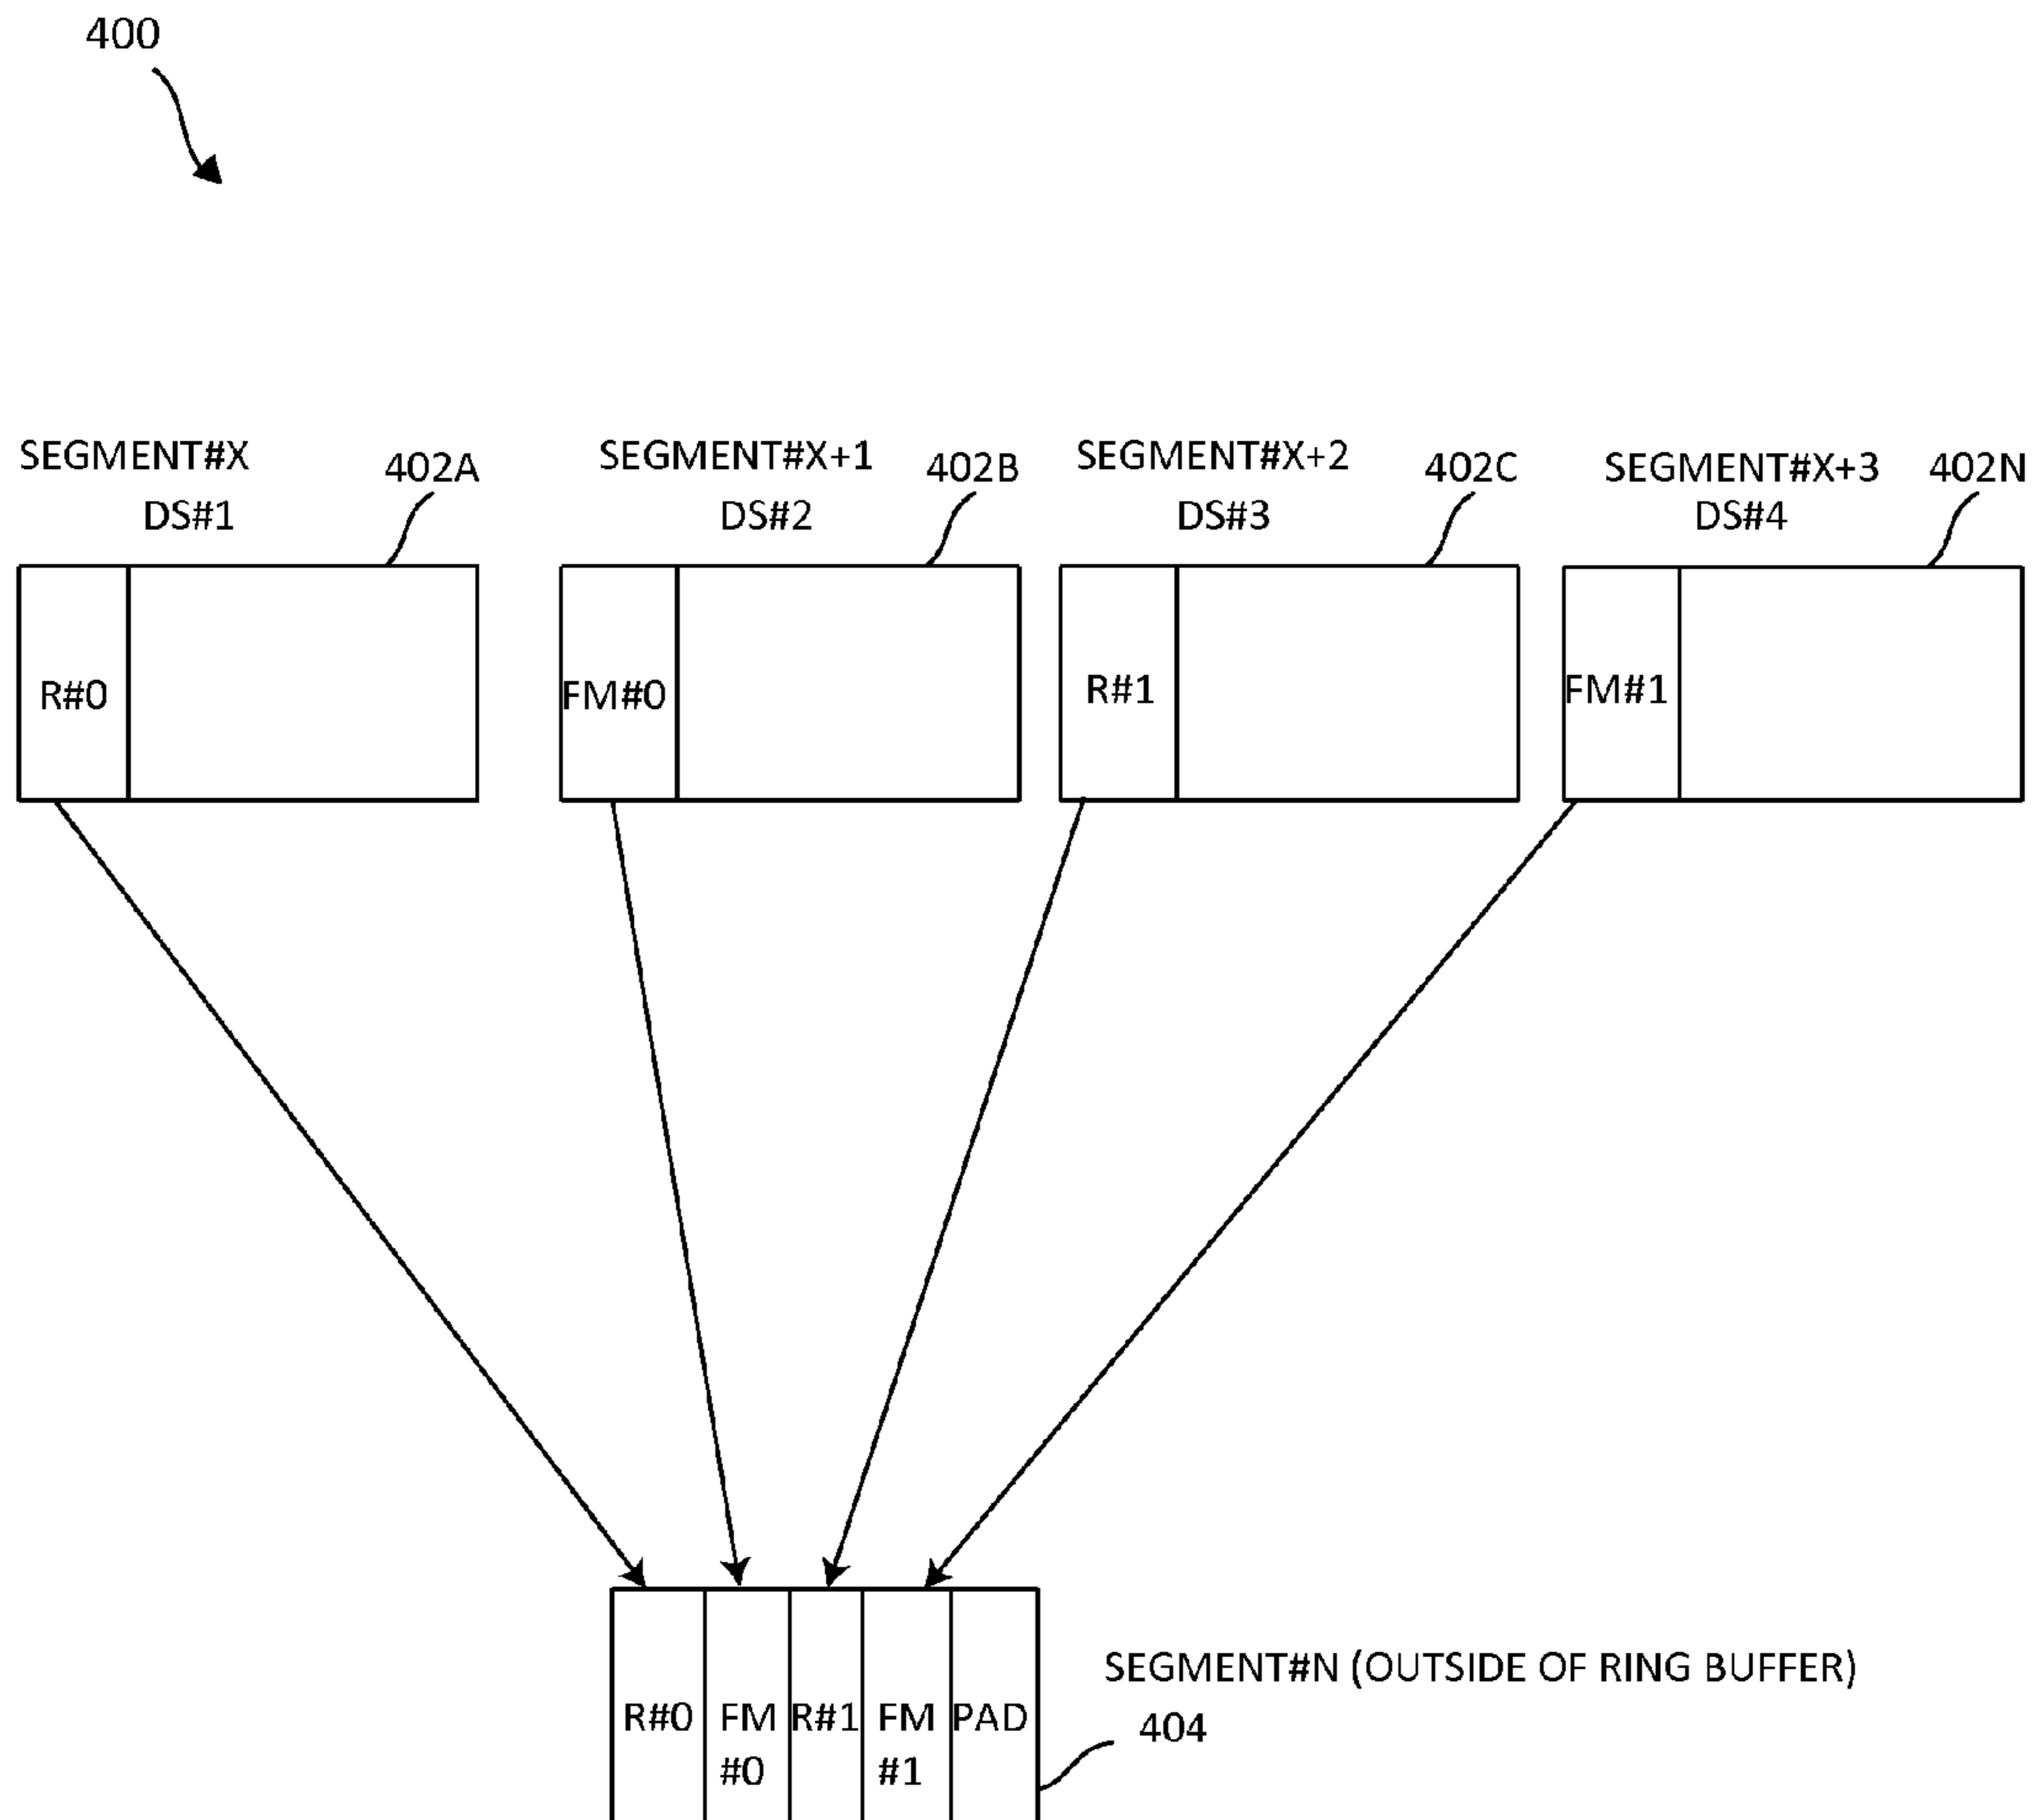 400
SEGMENT#X
DS#1
402A
SEGMENT#X+1
DS#2
402B
SEGMENT#X+2
DS#3
402C
SEGMENT#X+3
DS#4
402N
R#0
FM#0
R#1
FM#1
R#0
FM
#0
R#1
FM
#1
PAD
SEGMENT#N (OUTSIDE OF RING BUFFER)
404